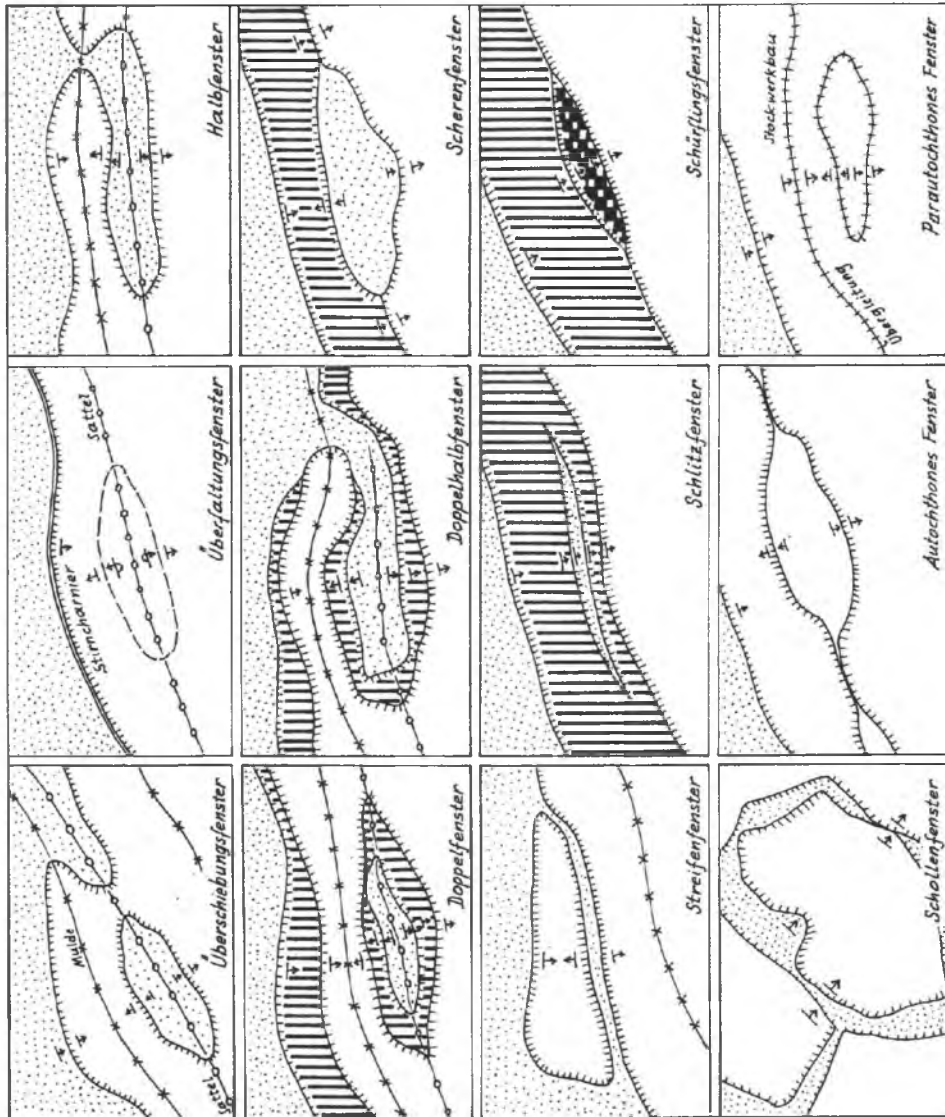 Mulde
Sattel
Überschiebungsfenster
Stirnscharnier
Sattel
Überfaltungsfenster
Halbfenster
Doppelfenster
Doppelhalbfenster
Scherenfenster
Streifenfenster
Schlitzfenster
Schürflingsfenster
Schollenfenster
Autochthones Fenster
Stockwerkbau
Übergleitung
Parautochthones Fenster